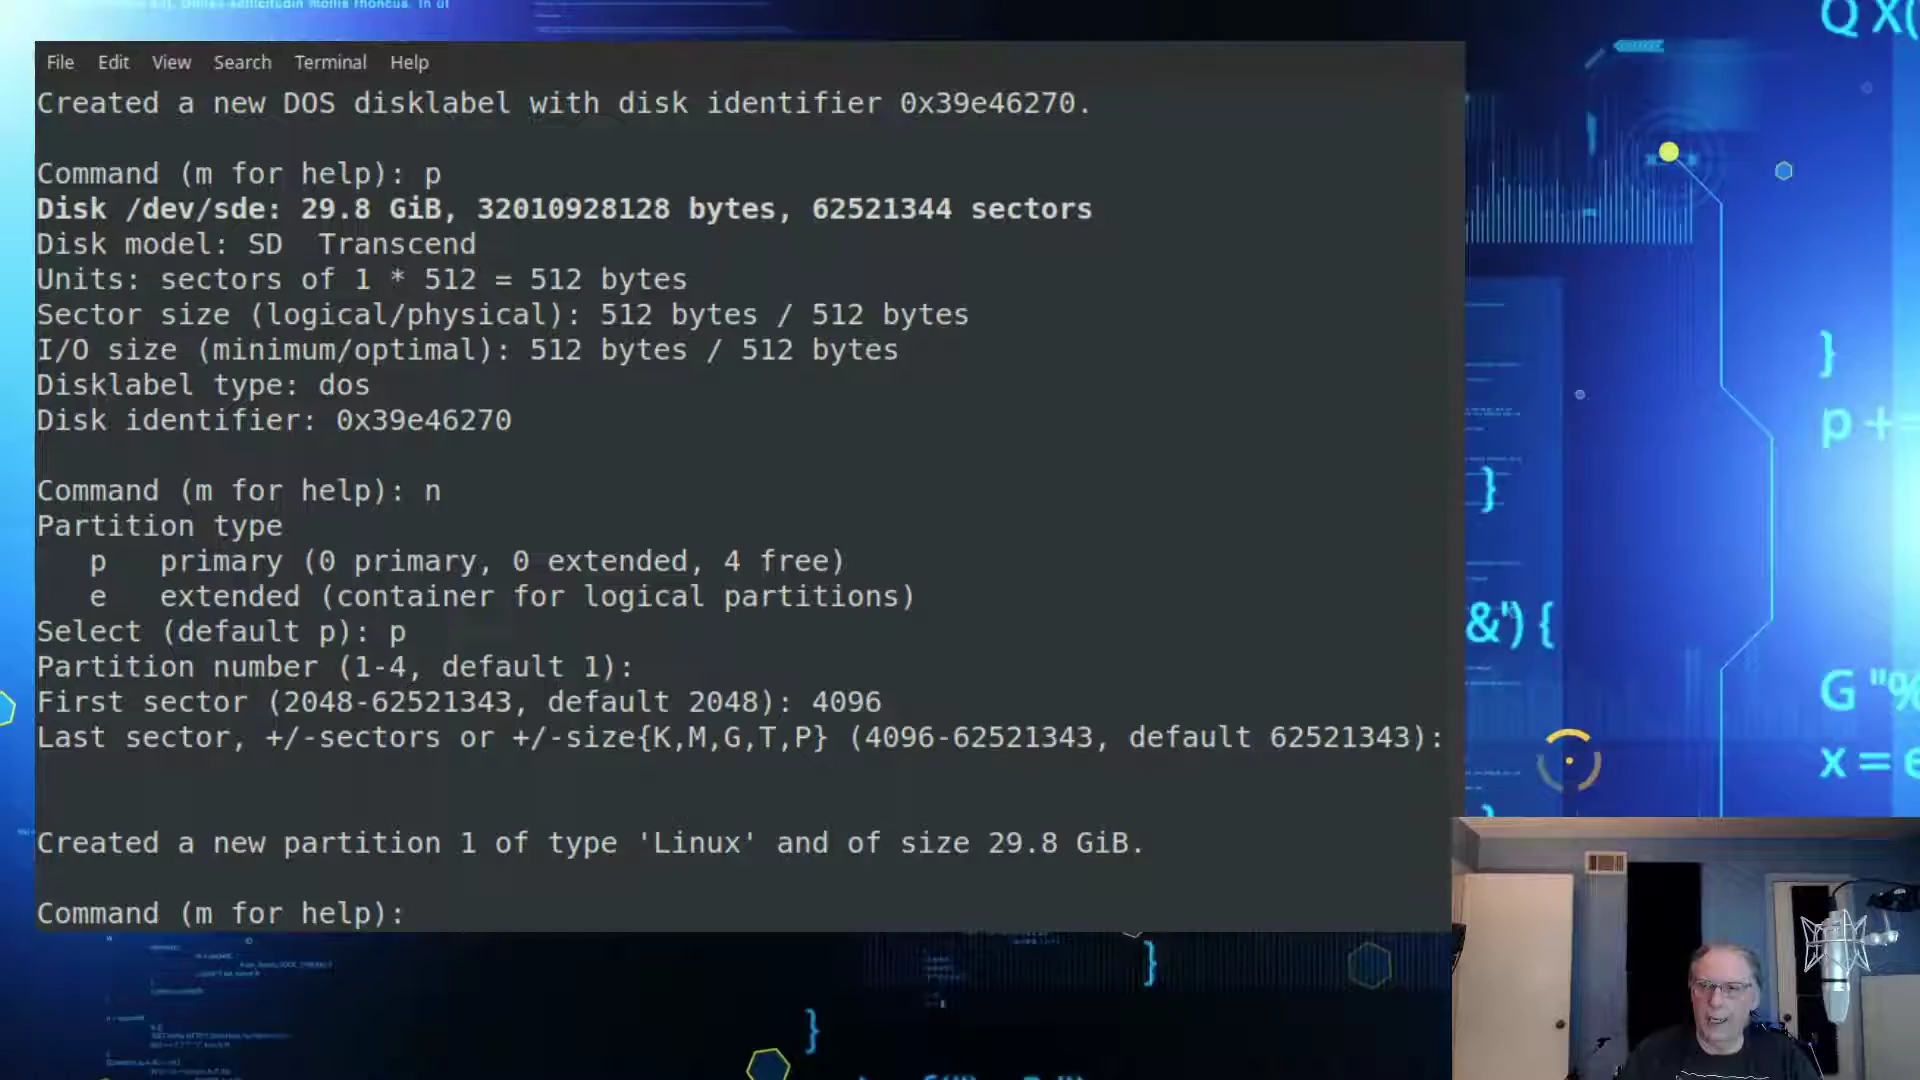 File Edit View Search Terminal Help
Created a new DOS disklabel with disk identifier 0x39e46270.
Command (m for help): p
Disk /dev/sde: 29.8 GiB, 32010928128 bytes, 62521344 sectors
Disk model: SD  Transcend
Units: sectors of 1 * 512 = 512 bytes
Sector size (logical/physical): 512 bytes / 512 bytes
I/O size (minimum/optimal): 512 bytes / 512 bytes
Disklabel type: dos
Disk identifier: 0x39e46270
Command (m for help): n
Partition type
   p   primary (0 primary, 0 extended, 4 free)
   e   extended (container for logical partitions)
Select (default p): p
Partition number (1-4, default 1):
First sector (2048-62521343, default 2048): 4096
Last sector, +/-sectors or +/-size{K,M,G,T,P} (4096-62521343, default 62521343):
Created a new partition 1 of type 'Linux' and of size 29.8 GiB.
Command (m for help):
Q X(
}
p +=
}
&') {
G "%
x = e
}
}